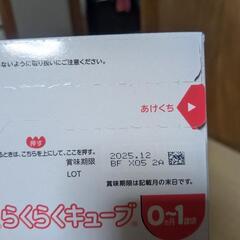 ないように取り扱いにご注意ください。
あけくち
押す
るときは、こちらを上にして、ここを押す。
賞味期限 2025.12
LOT BF X05 2A
賞味期限は記載月の末日です。
らくらくキューブ
0ヵ月~1歳頃